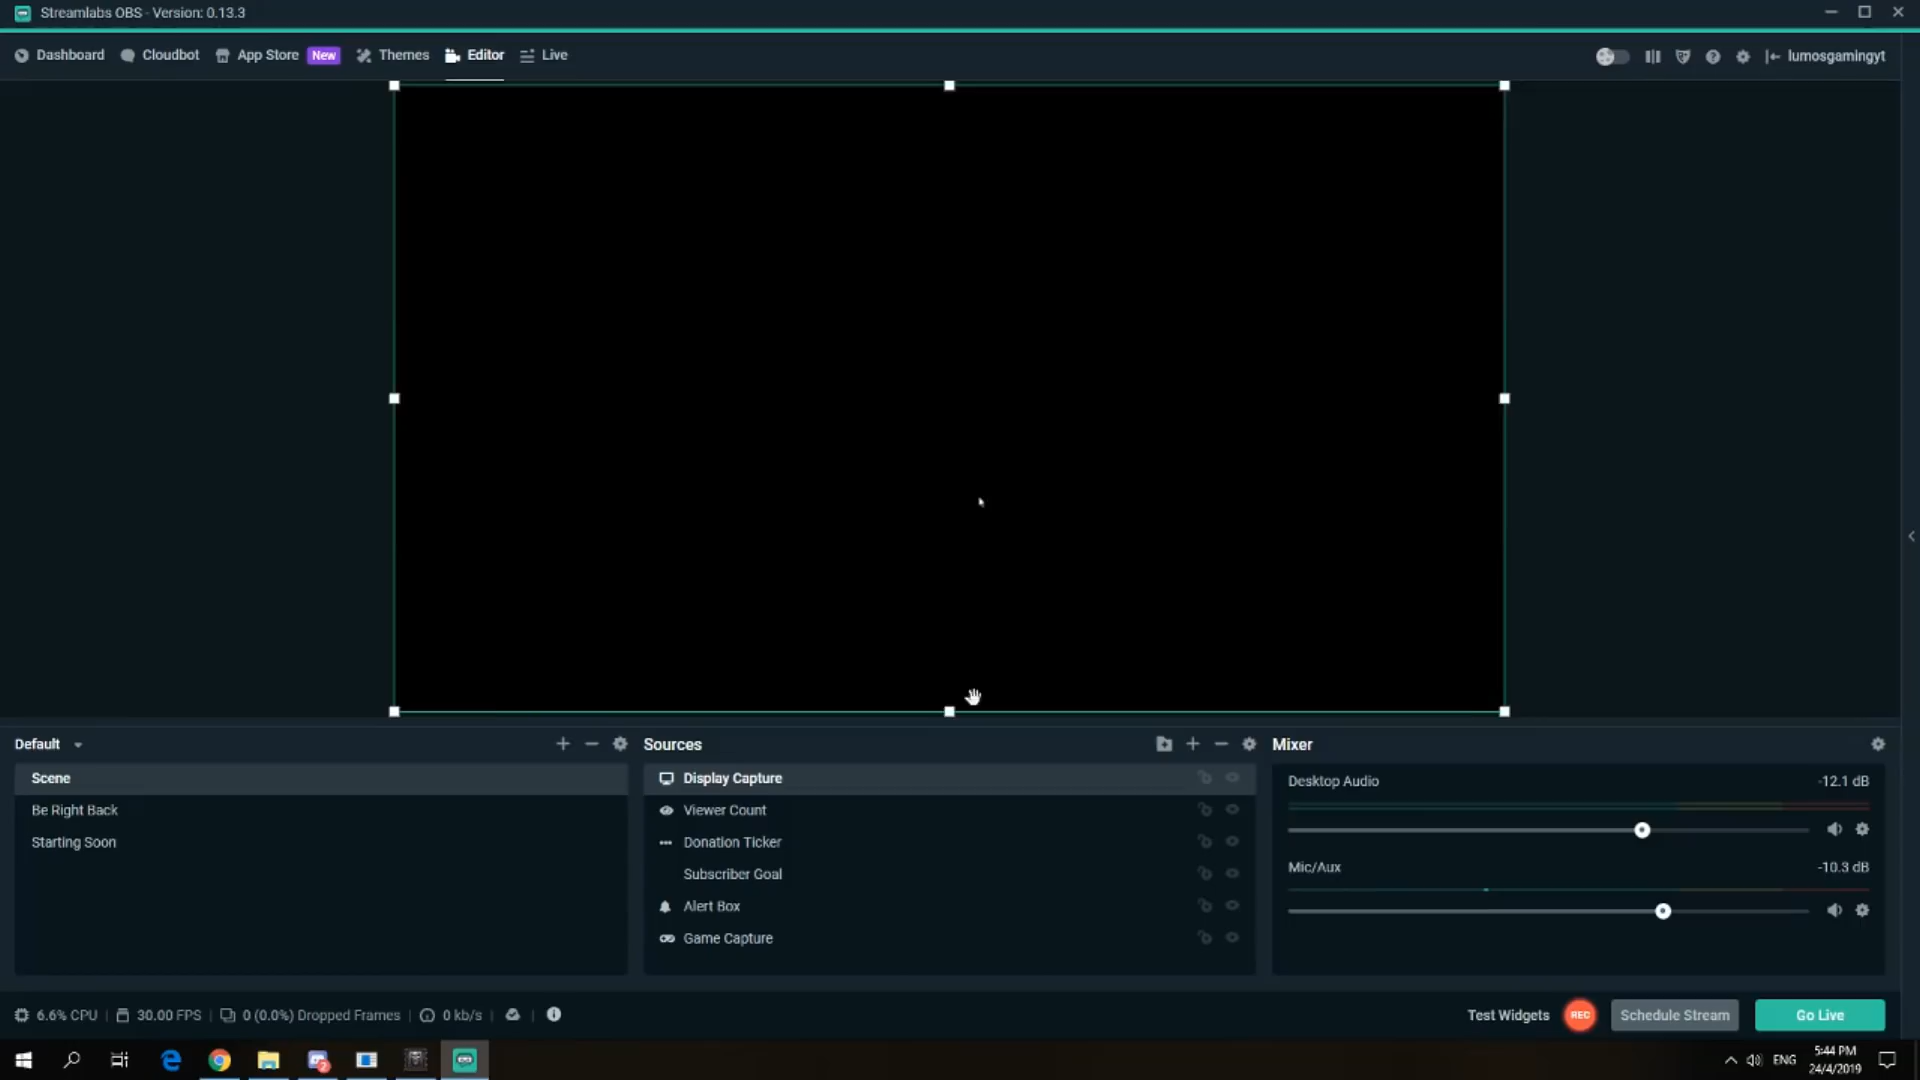 Streamlabs OBS - Version: 0.13.3
Dashboard Cloudbot App Store New Themes Editor Live lumosgamingyt
Default Sources Mixer
Scene
Be Right Back
Starting Soon
Display Capture
Viewer Count
Donation Ticker
Subscriber Goal
Alert Box
Game Capture
Desktop Audio -12.1 dB
Mic/Aux -10.3 dB
6.6% CPU 30.00 FPS 0 (0.0%) Dropped Frames 0 kb/s Test Widgets REC Schedule Stream Go Live
ENG 5:44 PM
24/4/2019